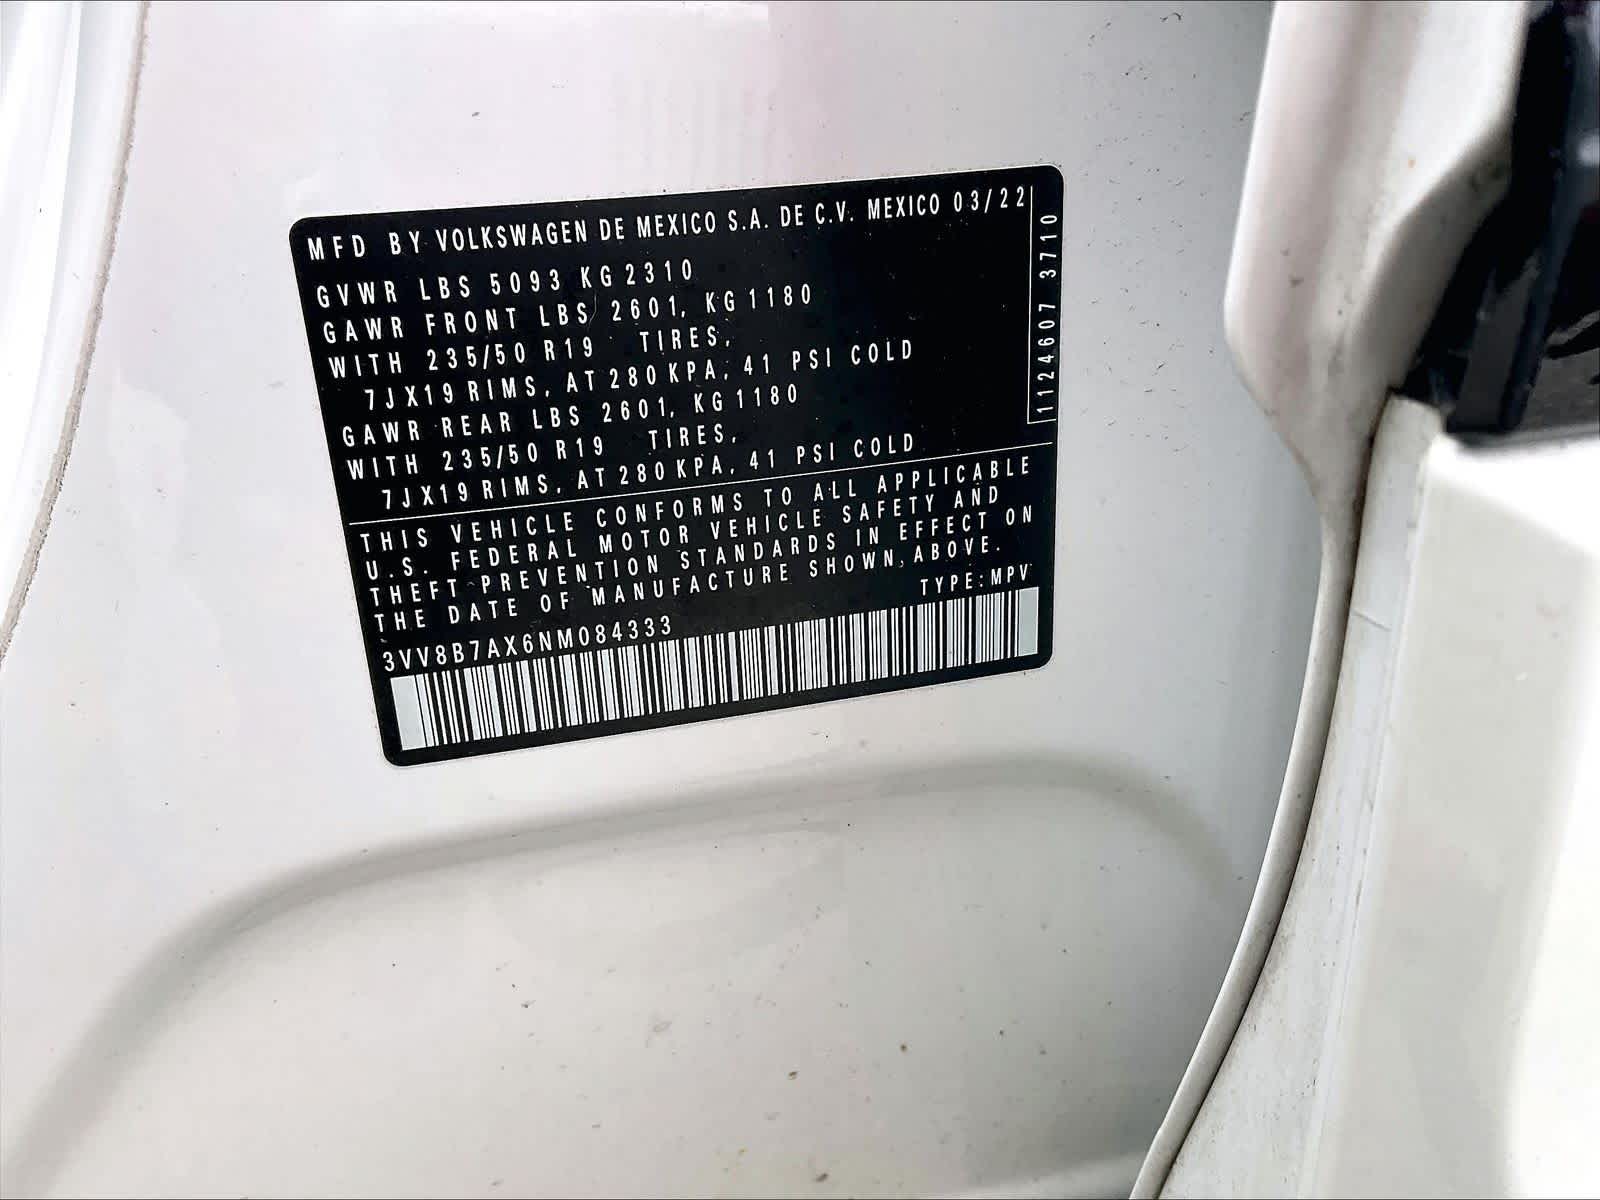 MFD BY VOLKSWAGEN DE MEXICO S.A. DE C.V. MEXICO 03/22
GVWR LBS 5093 KG 2310
GAWR FRONT LBS 2601, KG 1180
WITH 235/50 R19 TIRES,
7JX19 RIMS, AT 280 KPA, 41 PSI COLD
GAWR REAR LBS 2601, KG 1180
WITH 235/50 R19 TIRES,
7JX19 RIMS, AT 280 KPA, 41 PSI COLD
1124607 3710
THIS VEHICLE CONFORMS TO ALL APPLICABLE
U.S. FEDERAL MOTOR VEHICLE SAFETY AND
THEFT PREVENTION STANDARDS IN EFFECT ON
THE DATE OF MANUFACTURE SHOWN ABOVE.
TYPE:MPV
3VV8B7AX6NM084333